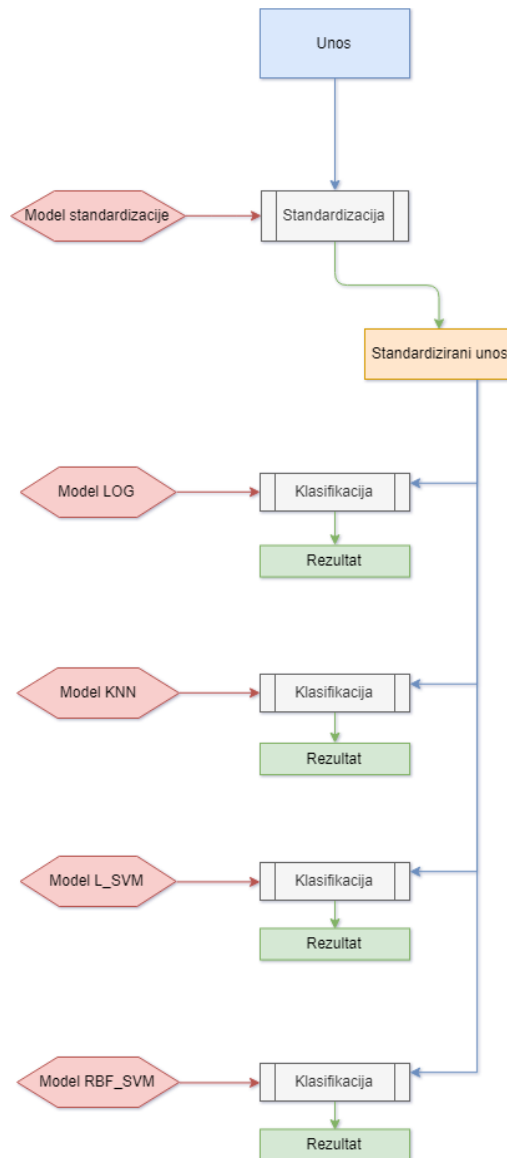 Unos
Model standardizacije
Standardizacija
Standardizirani unos
Model LOG
Klasifikacija
Rezultat
Model KNN
Klasifikacija
Rezultat
Model L_SVM
Klasifikacija
Rezultat
Model RBF_SVM
Klasifikacija
Rezultat